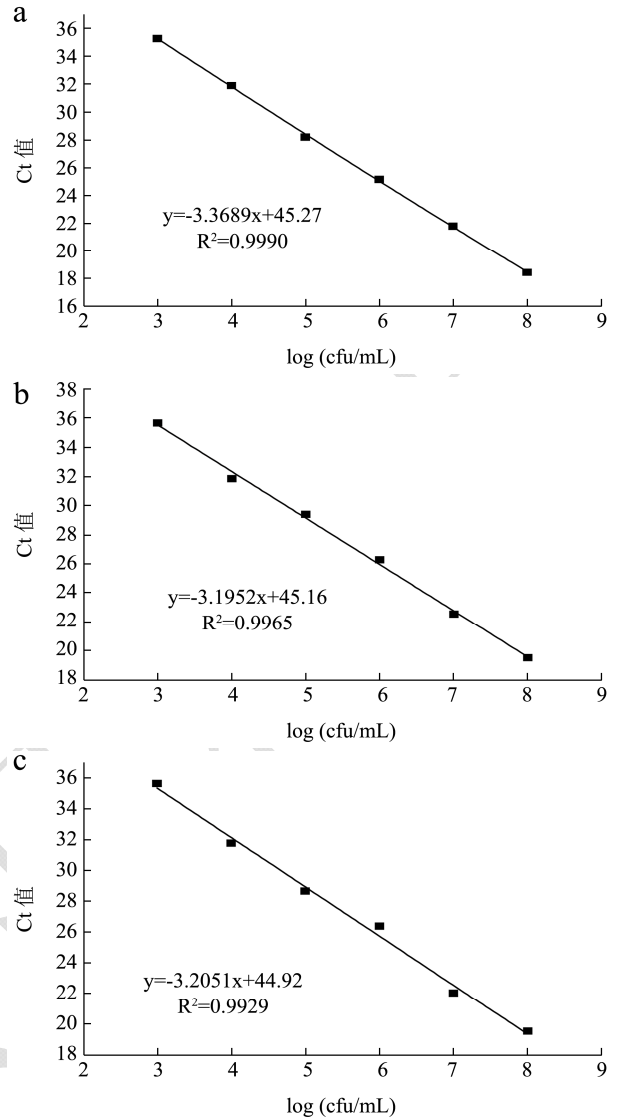 a
36
34
32
30
28
26
24
22
20
18
16
Ct 值
y=-3.3689x+45.27
R²=0.9990
2 3 4 5 6 7 8 9
log (cfu/mL)
b
38
36
34
32
30
28
26
24
22
20
18
Ct 值
y=-3.1952x+45.16
R²=0.9965
2 3 4 5 6 7 8 9
log (cfu/mL)
c
36
34
32
30
28
26
24
22
20
18
Ct 值
y=-3.2051x+44.92
R²=0.9929
2 3 4 5 6 7 8 9
log (cfu/mL)